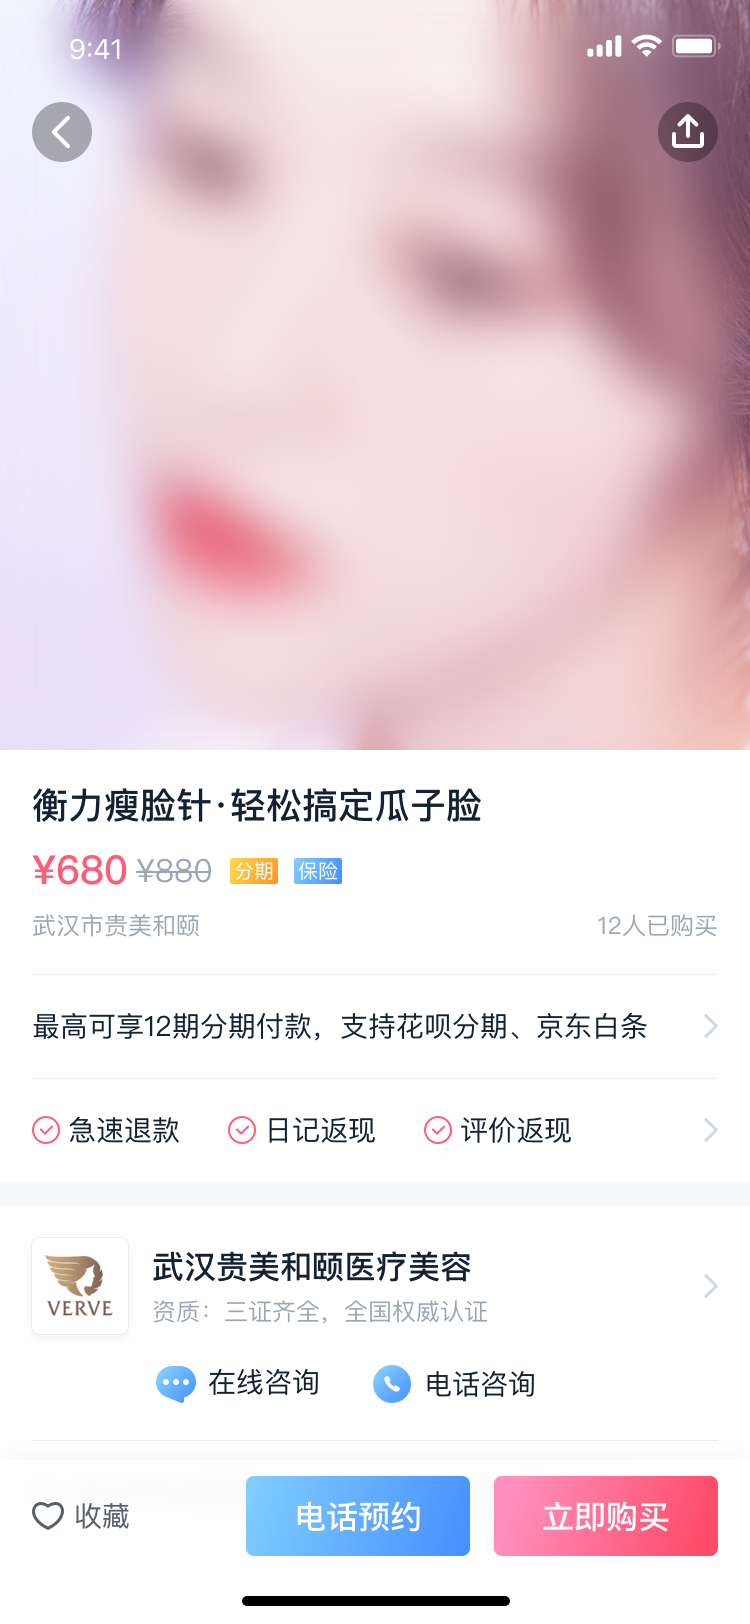 9:41
衡力瘦脸针·轻松搞定瓜子脸
¥680 ¥880 分期 保险
武汉市贵美和颐 12人已购买
最高可享12期分期付款，支持花呗分期、京东白条
急速退款 日记返现 评价返现
武汉贵美和颐医疗美容
VERVE
资质：三证齐全，全国权威认证
在线咨询 电话咨询
收藏 电话预约 立即购买